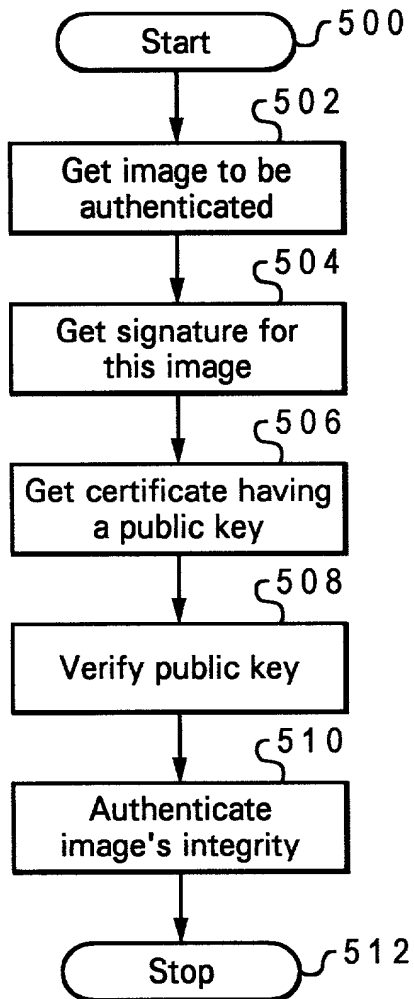 Start
500
502
Get image to be
authenticated
504
Get signature for
this image
506
Get certificate having
a public key
508
Verify public key
510
Authenticate
image's integrity
Stop
512